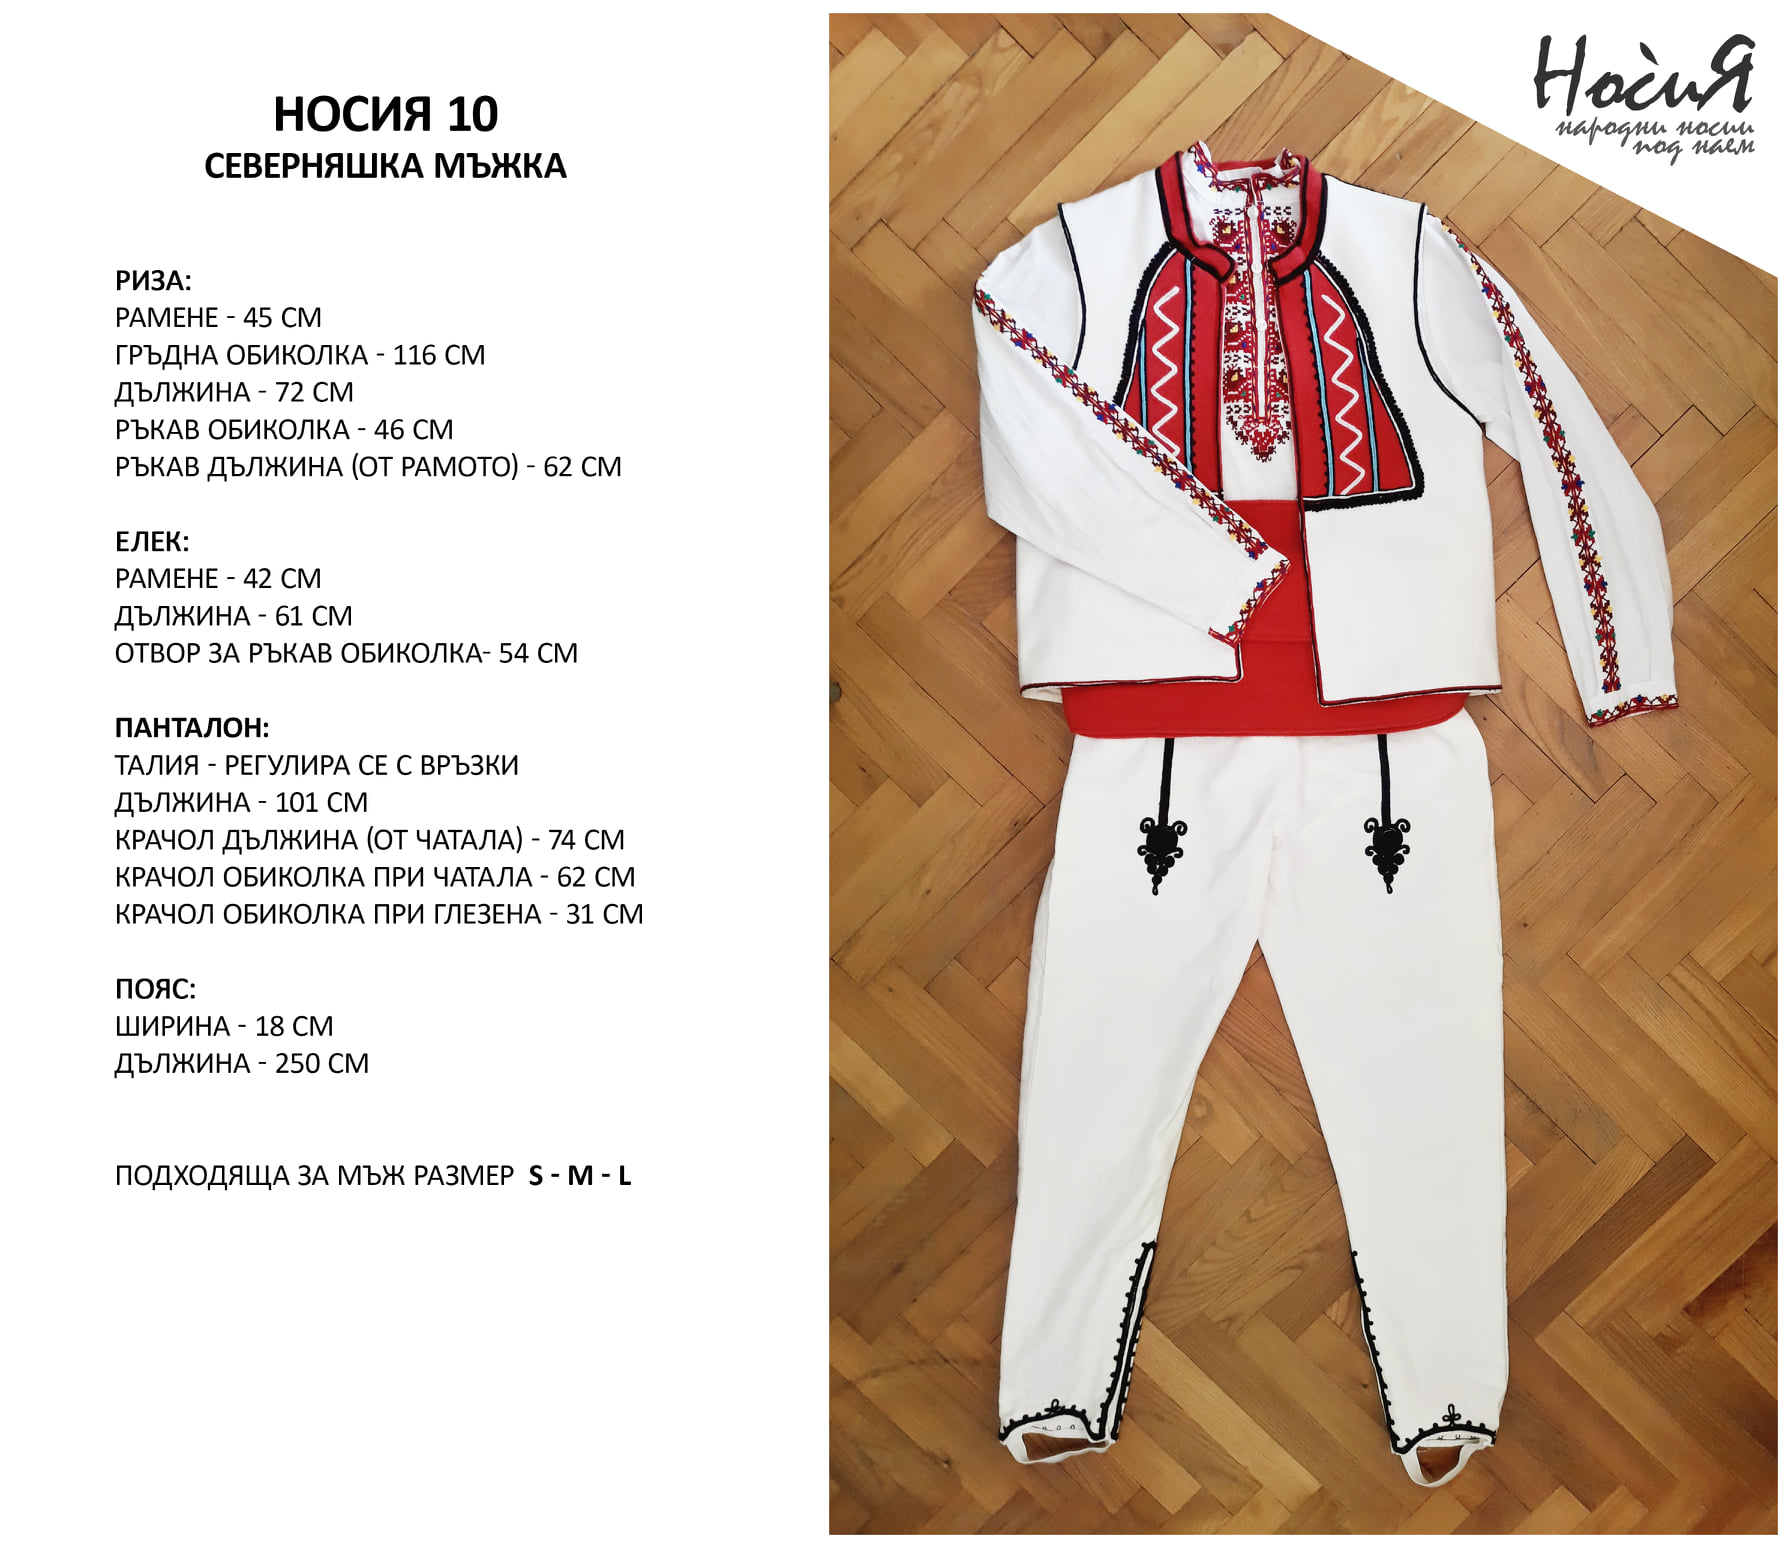 НОСИЯ 10
СЕВЕРНЯШКА МЪЖКА
РИЗА:
РАМЕНЕ - 45 СМ
ГРЪДНА ОБИКОЛКА - 116 СМ
ДЪЛЖИНА - 72 СМ
РЪКАВ ОБИКОЛКА - 46 СМ
РЪКАВ ДЪЛЖИНА (ОТ РАМОТО) - 62 СМ
ЕЛЕК:
РАМЕНЕ - 42 СМ
ДЪЛЖИНА - 61 СМ
ОТВОР ЗА РЪКАВ ОБИКОЛКА- 54 СМ
ПАНТАЛОН:
ТАЛИЯ - РЕГУЛИРА СЕ С ВРЪЗКИ
ДЪЛЖИНА - 101 СМ
КРАЧОЛ ДЪЛЖИНА (ОТ ЧАТАЛА) - 74 СМ
КРАЧОЛ ОБИКОЛКА ПРИ ЧАТАЛА - 62 СМ
КРАЧОЛ ОБИКОЛКА ПРИ ГЛЕЗЕНА - 31 СМ
ПОЯС:
ШИРИНА - 18 СМ
ДЪЛЖИНА - 250 СМ
ПОДХОДЯЩА ЗА МЪЖ РАЗМЕР S - M - L
НоѝсиЯ
народни носии
под наем